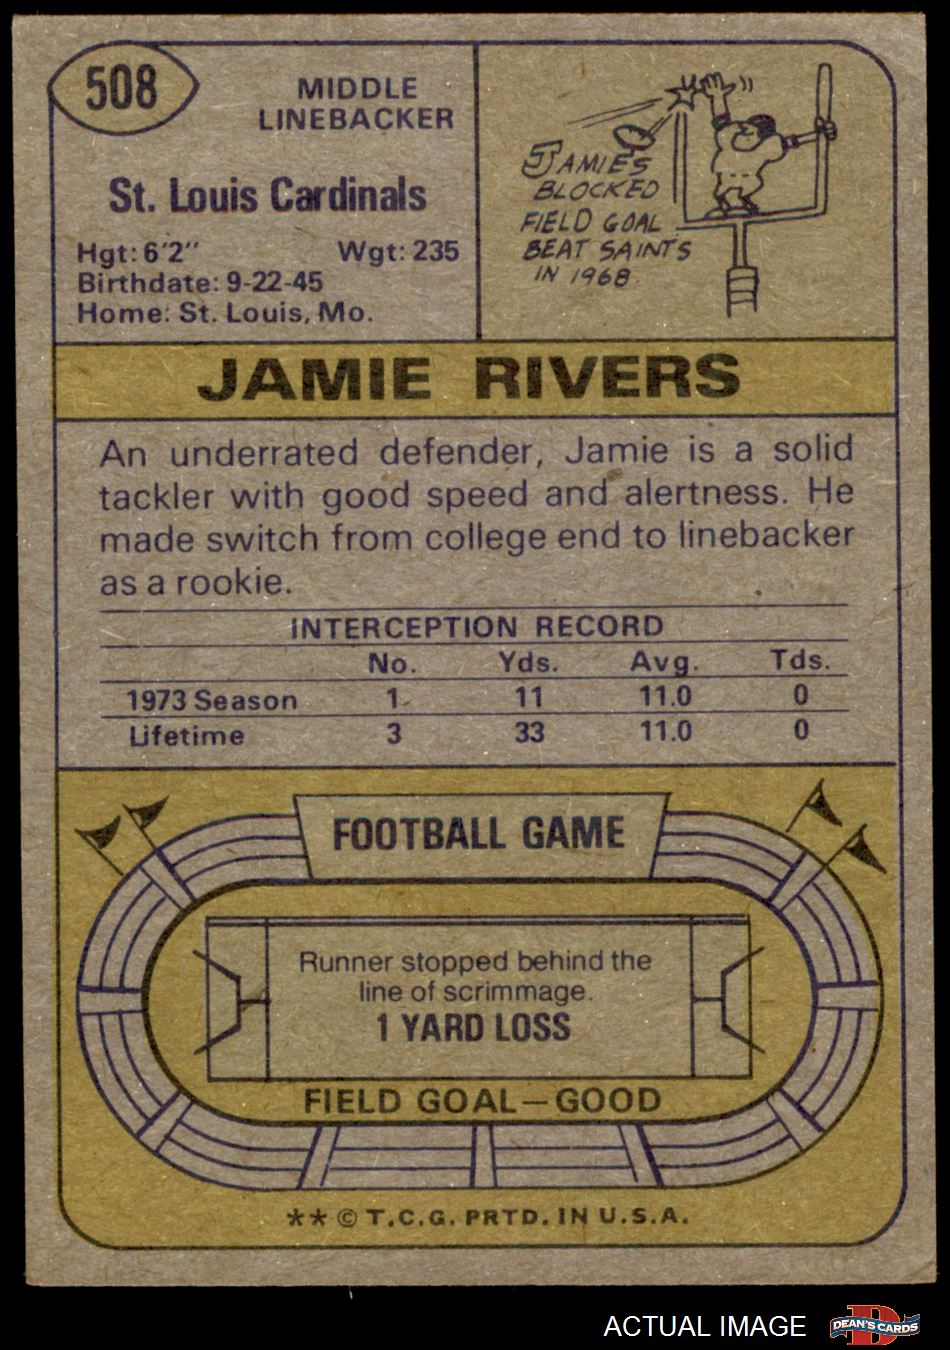 508
MIDDLE
LINEBACKER
St. Louis Cardinals
Hgt: 6'2" Wgt: 235
Birthdate: 9-22-45
Home: St. Louis, Mo.
JAMIE'S
BLOCKED
FIELD GOAL
BEAT SAINTS
IN 1968
JAMIE RIVERS
An underrated defender, Jamie is a solid
tackler with good speed and alertness. He
made switch from college end to linebacker
as a rookie.
INTERCEPTION RECORD
No. Yds. Avg. Tds.
1973 Season 1 11 11.0 0
Lifetime 3 33 11.0 0
FOOTBALL GAME
Runner stopped behind the
line of scrimmage.
1 YARD LOSS
FIELD GOAL—GOOD
** © T.C.G. PRTD. IN U.S.A.
ACTUAL IMAGE
D
DEAN'S CARDS